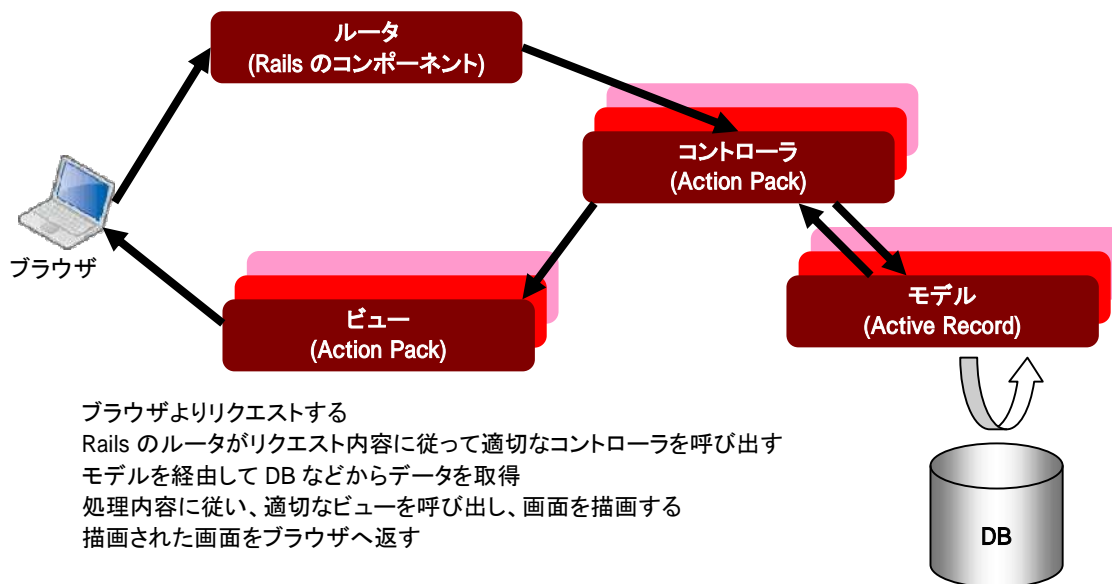 ルータ
(Rails のコンポーネント)
コントローラ
(Action Pack)
ブラウザ
モデル
(Active Record)
ビュー
(Action Pack)
ブラウザよりリクエストする
Rails のルータがリクエスト内容に従って適切なコントローラを呼び出す
モデルを経由して DB などからデータを取得
処理内容に従い、適切なビューを呼び出し、画面を描画する
描画された画面をブラウザへ返す
DB